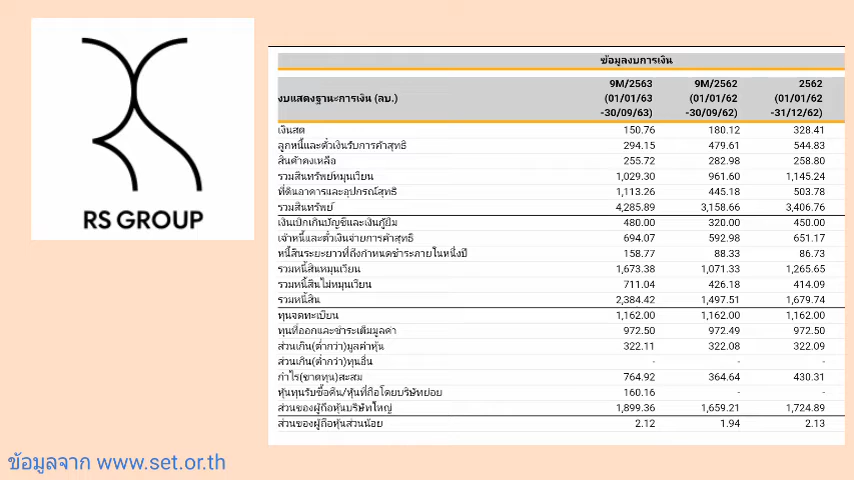 RS GROUP
ข้อมูลงบการเงิน
งบแสดงฐานะการเงิน (ลบ.) 9M/2563 (01/01/63 -30/09/63) 9M/2562 (01/01/62 -30/09/62) 2562 (01/01/62 -31/12/62)
เงินสด 150.76 180.12 328.41
ลูกหนี้และตั๋วเงินรับการค้าสุทธิ 294.15 479.61 544.83
สินค้าคงเหลือ 255.72 282.98 258.80
รวมสินทรัพย์หมุนเวียน 1,029.30 961.60 1,145.24
ที่ดินอาคารและอุปกรณ์สุทธิ 1,113.26 445.18 503.78
รวมสินทรัพย์ 4,285.89 3,158.66 3,406.76
เงินเบิกเกินบัญชีและเงินกู้ยืม 480.00 320.00 450.00
เจ้าหนี้และตั๋วเงินจ่ายการค้าสุทธิ 694.07 592.98 651.17
หนี้สินระยะยาวที่ถึงกำหนดชำระภายในหนึ่งปี 158.77 88.33 86.73
รวมหนี้สินหมุนเวียน 1,673.38 1,071.33 1,265.65
รวมหนี้สินไม่หมุนเวียน 711.04 426.18 414.09
รวมหนี้สิน 2,384.42 1,497.51 1,679.74
ทุนจดทะเบียน 1,162.00 1,162.00 1,162.00
ทุนที่ออกและชำระเต็มมูลค่า 972.50 972.49 972.50
ส่วนเกิน(ต่ำกว่า)มูลค่าหุ้น 322.11 322.08 322.09
ส่วนเกิน(ต่ำกว่า)ทุนอื่น - - -
กำไร(ขาดทุน)สะสม 764.92 364.64 430.31
หุ้นทุนรับซื้อคืน/หุ้นที่ถือโดยบริษัทย่อย 160.16 - -
ส่วนของผู้ถือหุ้นบริษัทใหญ่ 1,899.36 1,659.21 1,724.89
ส่วนของผู้ถือหุ้นส่วนน้อย 2.12 1.94 2.13
ข้อมูลจาก www.set.or.th